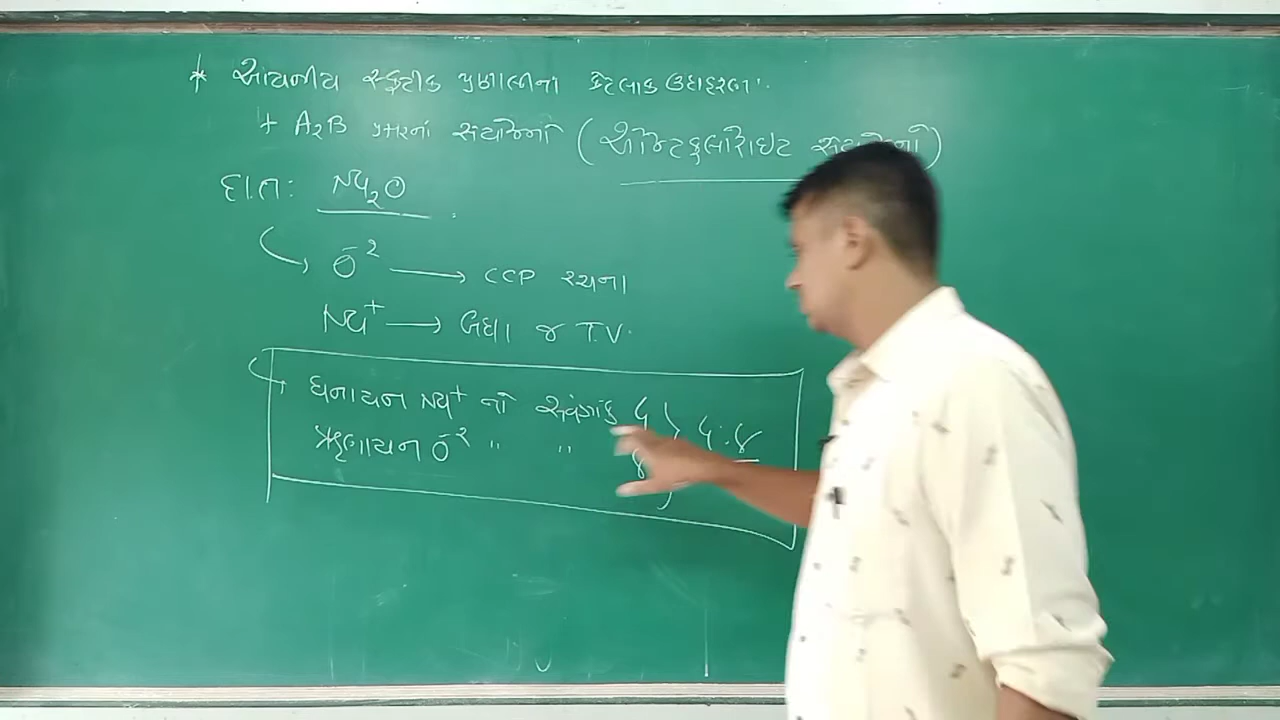 * આયનીય સ્ફટીક પ્રણાલીના કેટલાક ઉદાહરણ.
+ A₂B પ્રકારનાં સંયોજનો (એન્ટિફ્લોરાઇટ
દા.ત: Na₂O
O⁻² → CCP રચના
Na⁺ → બધા જ T.V.
ધનાયન Na⁺ નો સવર્ગાંક 4
ઋણાયન O⁻² " " 8 } 4:8